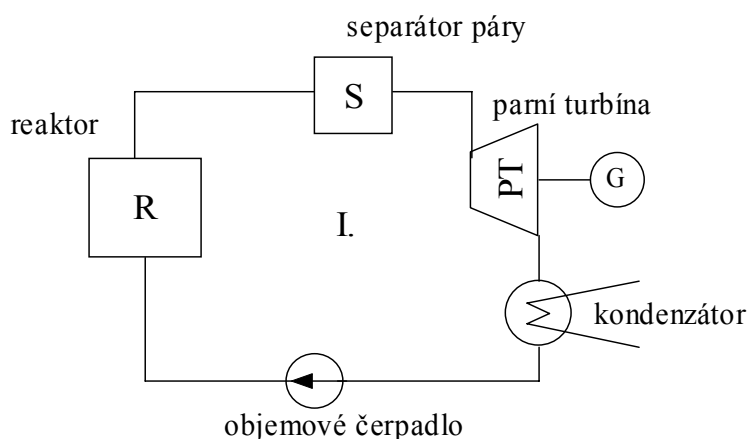 separátor páry
S
parní turbína
reaktor
PT
G
R
I.
kondenzátor
objemové čerpadlo